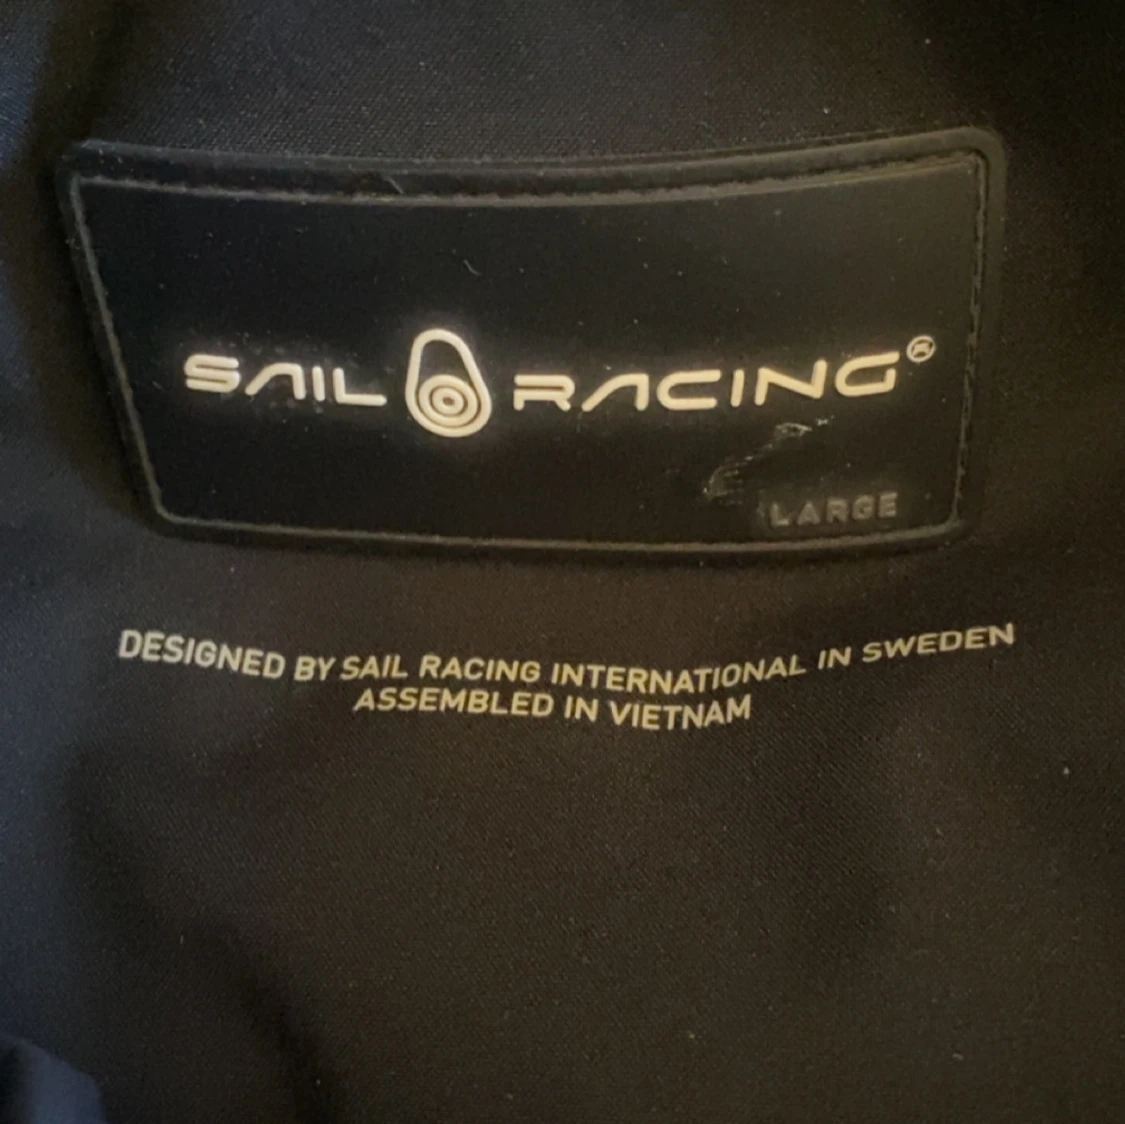 SAIL RACING®
LARGE
DESIGNED BY SAIL RACING INTERNATIONAL IN SWEDEN
ASSEMBLED IN VIETNAM